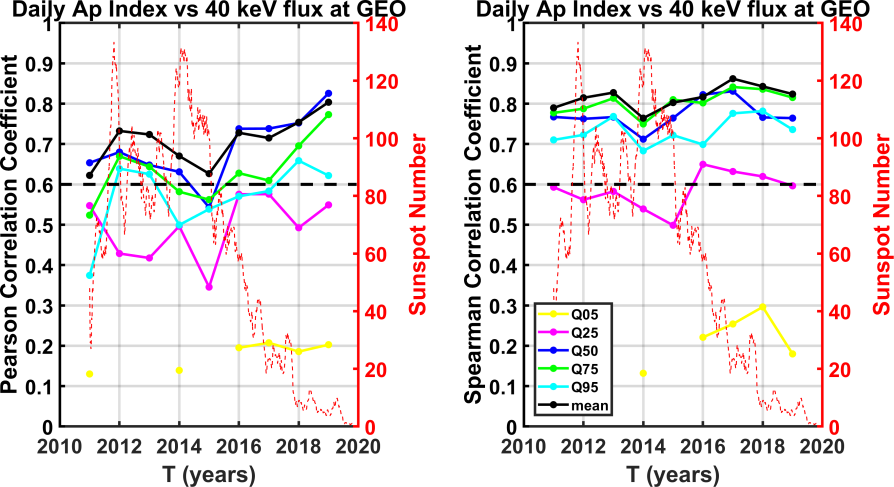 Daily Ap Index vs 40 keV flux at GEO
Pearson Correlation Coefficient
1
0.9
0.8
0.7
0.6
0.5
0.4
0.3
0.2
0.1
0
140
120
100
80
60
40
20
0
Sunspot Number
2010 2012 2014 2016 2018 2020
T (years)
Daily Ap Index vs 40 keV flux at GEO
Spearman Correlation Coefficient
1
0.9
0.8
0.7
0.6
0.5
0.4
0.3
0.2
0.1
0
Q05
Q25
Q50
Q75
Q95
mean
140
120
100
80
60
40
20
0
Sunspot Number
2010 2012 2014 2016 2018 2020
T (years)